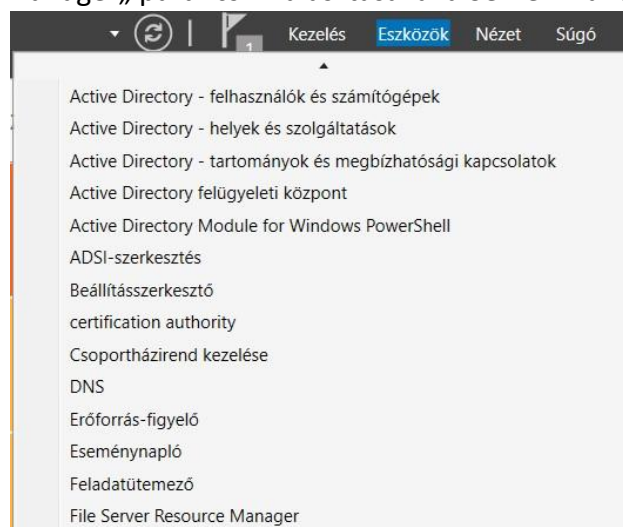 1
Kezelés Eszközök Nézet Súgó
Active Directory - felhasználók és számítógépek
Active Directory - helyek és szolgáltatások
Active Directory - tartományok és megbízhatósági kapcsolatok
Active Directory felügyeleti központ
Active Directory Module for Windows PowerShell
ADSI-szerkesztés
Beállításszerkesztő
certification authority
Csoportházirend kezelése
DNS
Erőforrás-figyelő
Eseménynapló
Feladatütemező
File Server Resource Manager